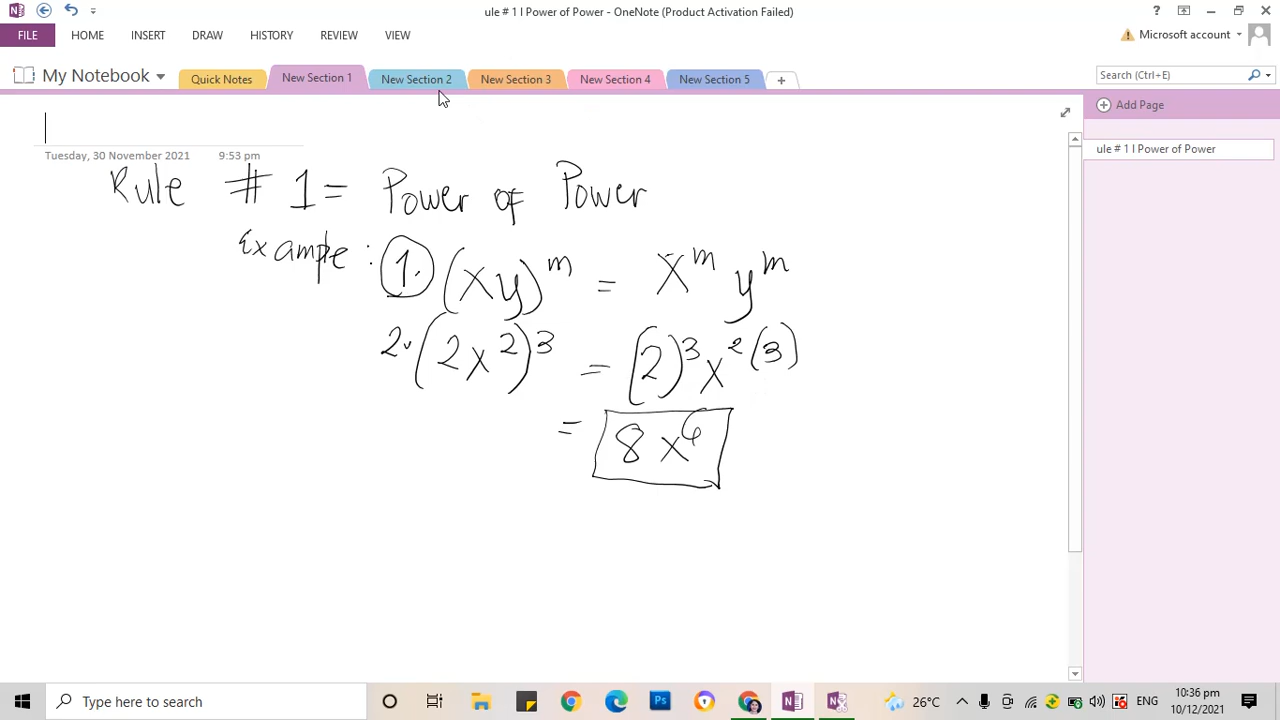 ule # 1 l Power of Power - OneNote (Product Activation Failed)
?
FILE HOME INSERT DRAW HISTORY REVIEW VIEW
Microsoft account
My Notebook
Quick Notes New Section 1 New Section 2 New Section 3 New Section 4 New Section 5 +
Search (Ctrl+E)
Add Page
ule # 1 l Power of Power
Tuesday, 30 November 2021 9:53 pm
Rule # 1 = Power of Power
Example : 1. (xy)^m = x^m y^m
2. (2x^2)^3 = (2)^3 x^2(3)
= 8x^6
Type here to search
Ps
26°C
ENG
10:36 pm
10/12/2021